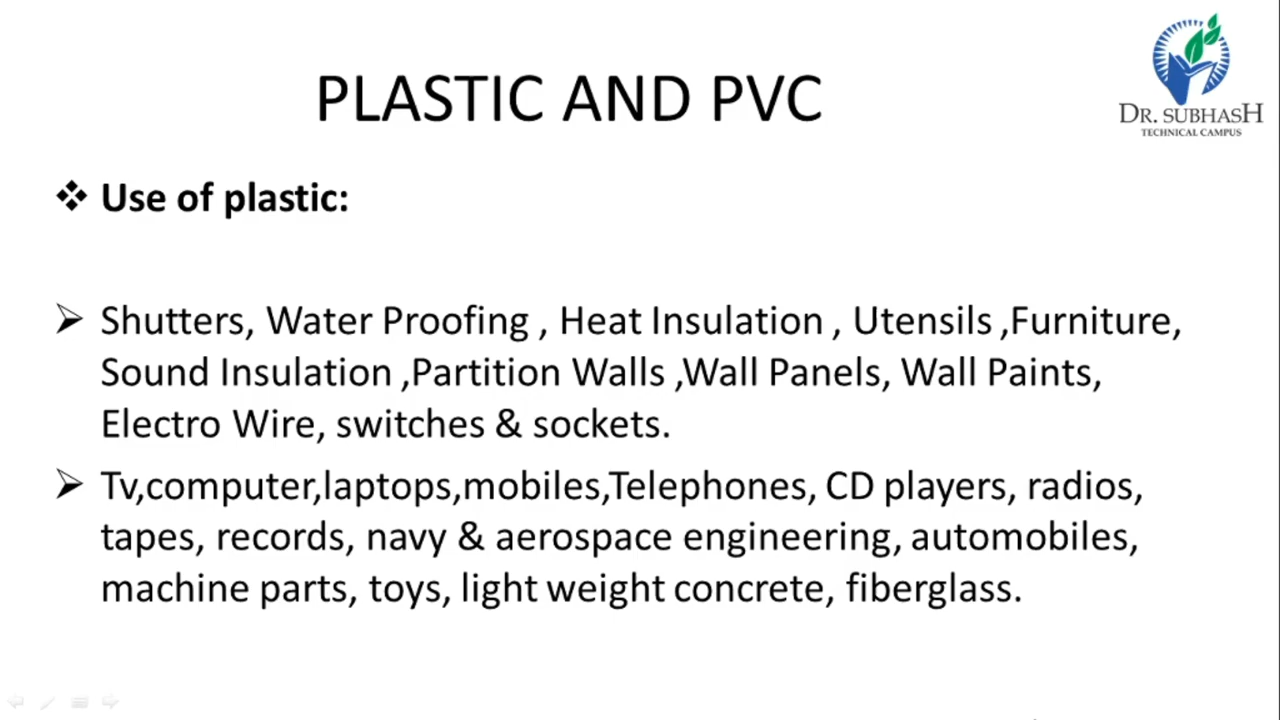 PLASTIC AND PVC
DR. SUBHASH
TECHNICAL CAMPUS
Use of plastic:
Shutters, Water Proofing , Heat Insulation , Utensils ,Furniture,
Sound Insulation ,Partition Walls ,Wall Panels, Wall Paints,
Electro Wire, switches & sockets.
Tv,computer,laptops,mobiles,Telephones, CD players, radios,
tapes, records, navy & aerospace engineering, automobiles,
machine parts, toys, light weight concrete, fiberglass.